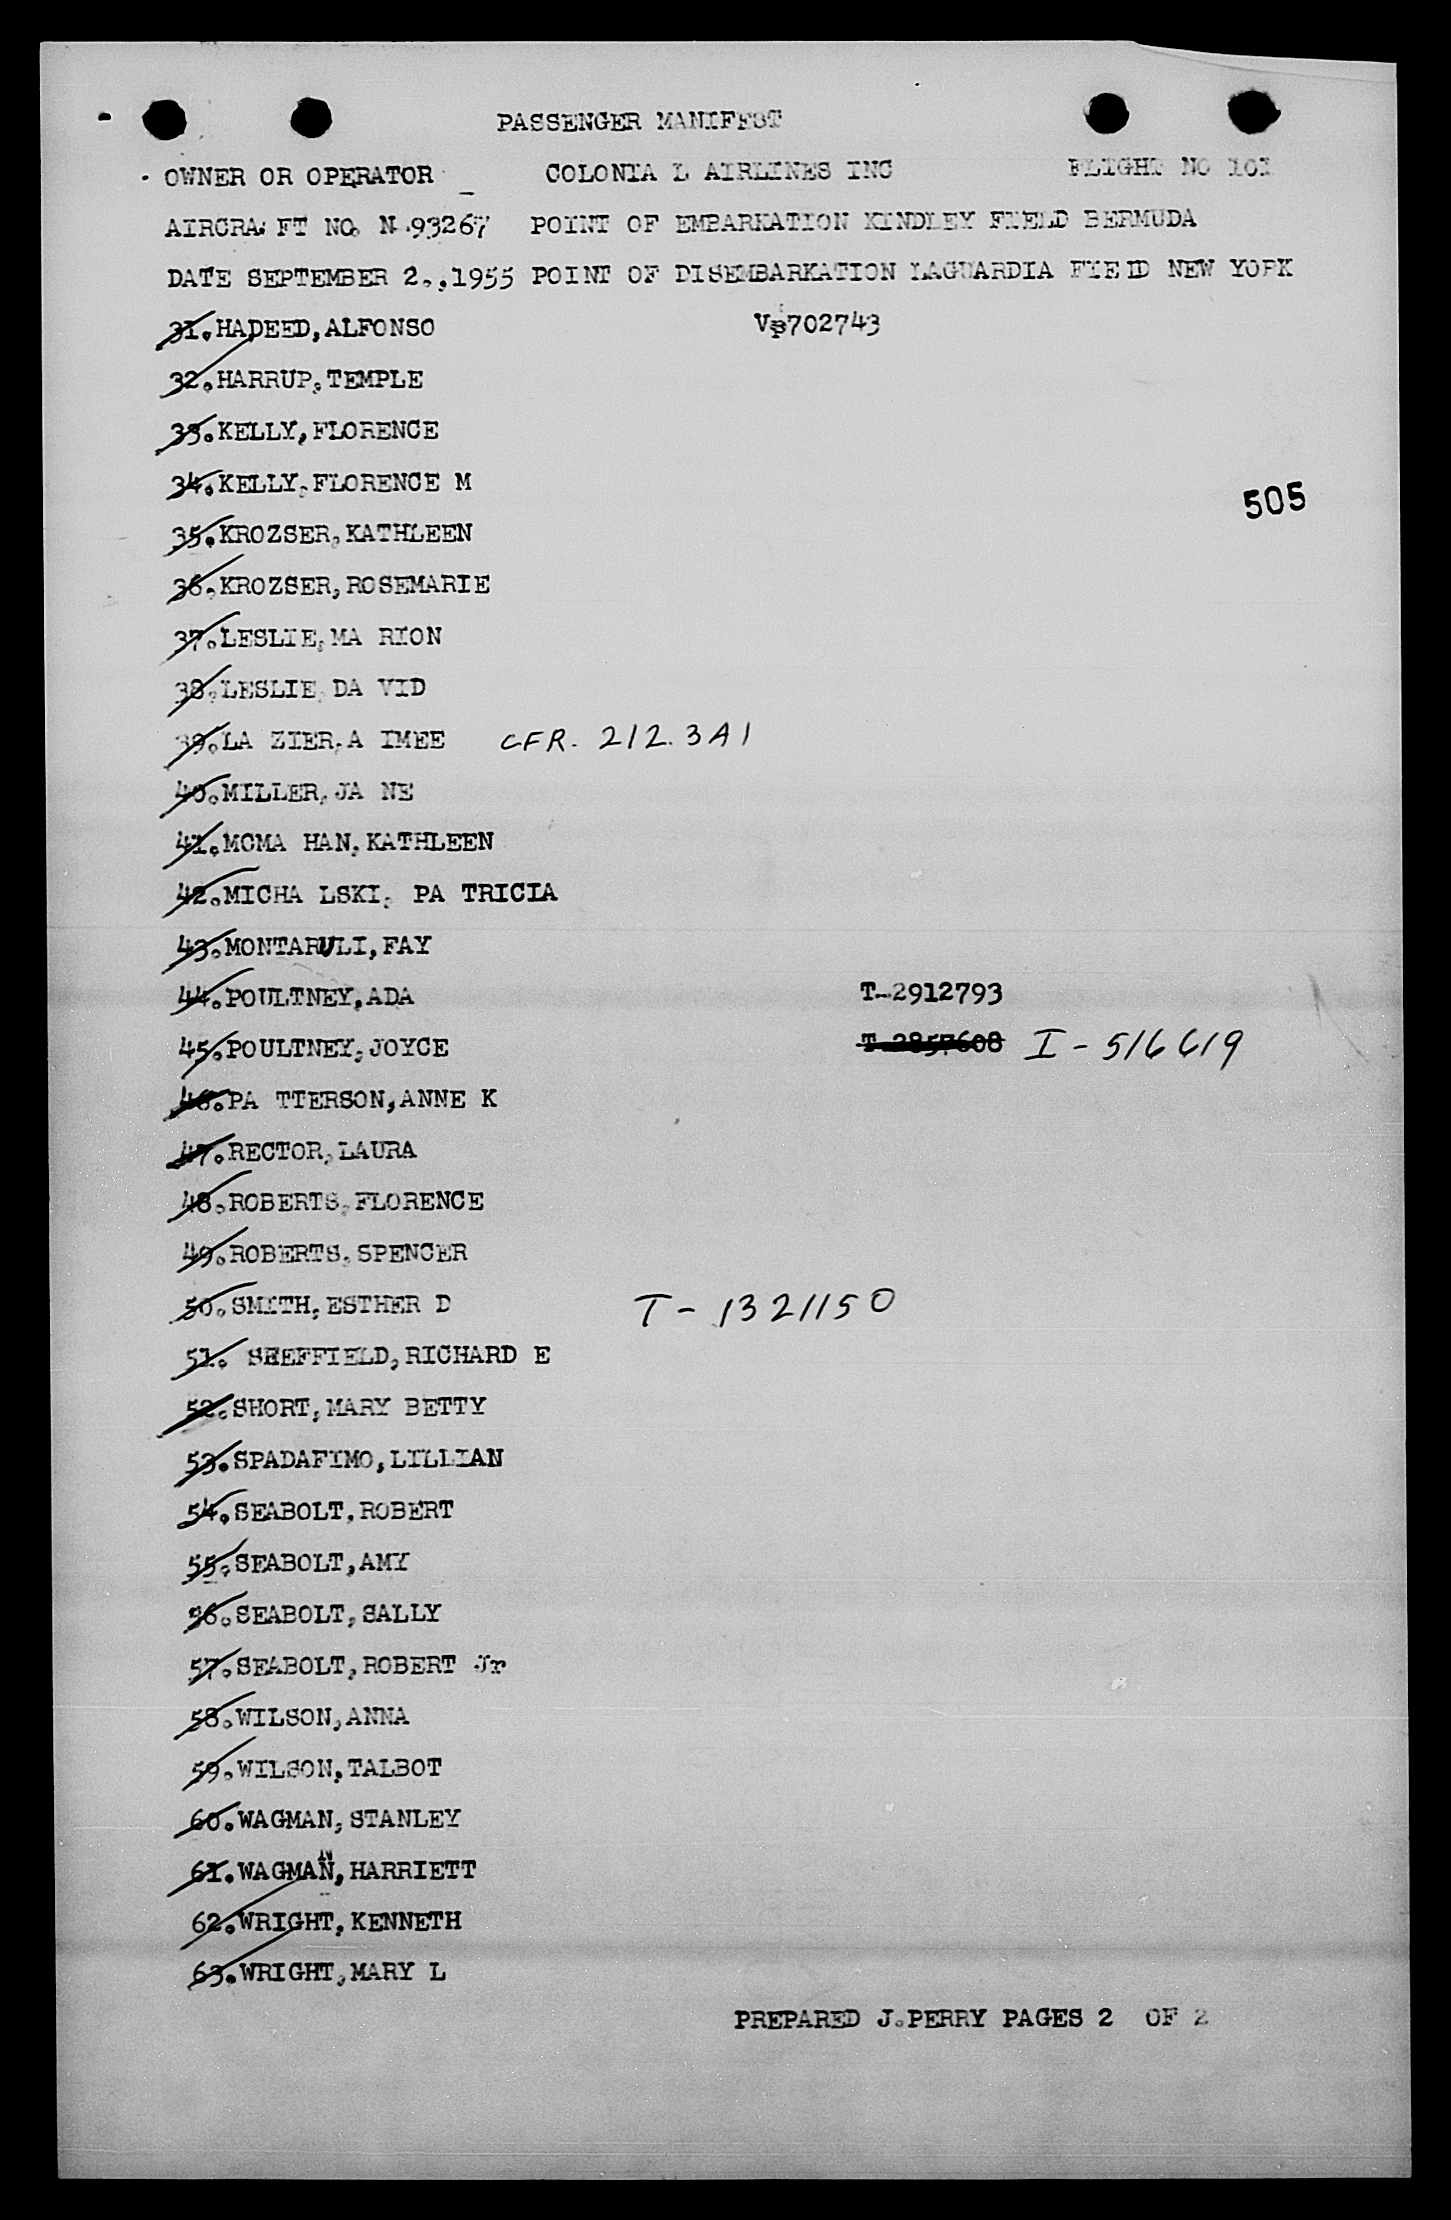 PASSENGER MANIFEST
OWNER OR OPERATOR COLONIA L AIRLINES INC FLIGHT NO 101
AIRCRA FT NO. N-93267 POINT OF EMBARKATION KINDLEY FIELD BERMUDA
DATE SEPTEMBER 2.,1955 POINT OF DISEMBARKATION LAGUARDIA FIE ID NEW YORK
31.HADEED,ALFONSO V702743
32.HARRUP,TEMPLE
33.KELLY,FLORENCE
34.KELLY,FLORENCE M
505
35.KROZSER,KATHLEEN
36.KROZSER,ROSEMARIE
37.LESLIE,MA RION
38.LESLIE,DA VID
39.LA ZIER,A IMEE CFR. 212.3A1
40.MILLER,JA NE
41.MCMA HAN,KATHLEEN
42.MICHA LSKI, PA TRICIA
43.MONTARULI,FAY
44.POULTNEY,ADA T-2912793
45.POULTNEY,JOYCE T-2857608 I-516619
46.PA TTERSON,ANNE K
47.RECTOR,LAURA
48.ROBERTS,FLORENCE
49.ROBERTS,SPENCER
50.SMITH,ESTHER D T-1321150
51. SHEFFIELD,RICHARD E
52.SHORT,MARY BETTY
53.SPADAFIMO,LILLIAN
54.SEABOLT,ROBERT
55.SEABOLT,AMY
56.SEABOLT,SALLY
57.SEABOLT,ROBERT Jr
58.WILSON,ANNA
59.WILSON,TALBOT
60.WAGMAN,STANLEY
61.WAGMAN,HARRIETT
62.WRIGHT,KENNETH
63.WRIGHT,MARY L
PREPARED J.PERRY PAGES 2 OF 2